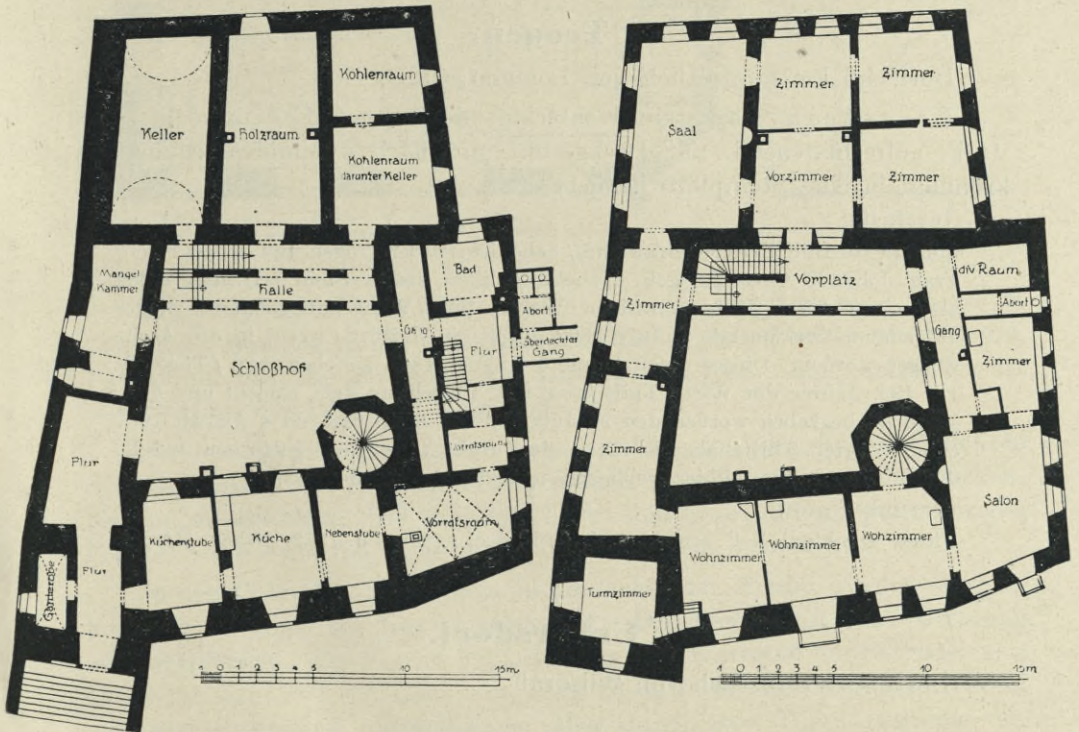 Keller
Holzraum
Kohlenraum
Kohlenraum
darunter Keller
Mangel
Kammer
Halle
Bad
Abort
Gang
Flur
überdeckter
Gang
Schloßhof
Flur
Vorratsraum
Küchenstube
Küche
Nebenstube
Vorratsraum
Flur
Garderobe
1 0 1 2 3 4 5 10 15m
Saal
Zimmer
Zimmer
Vorzimmer
Zimmer
Zimmer
Vorplatz
div. Raum
Abort
Gang
Zimmer
Zimmer
Salon
Wohnzimmer
Wohnzimmer
Wohzimmer
Turmzimmer
1 0 1 2 3 4 5 10 15m